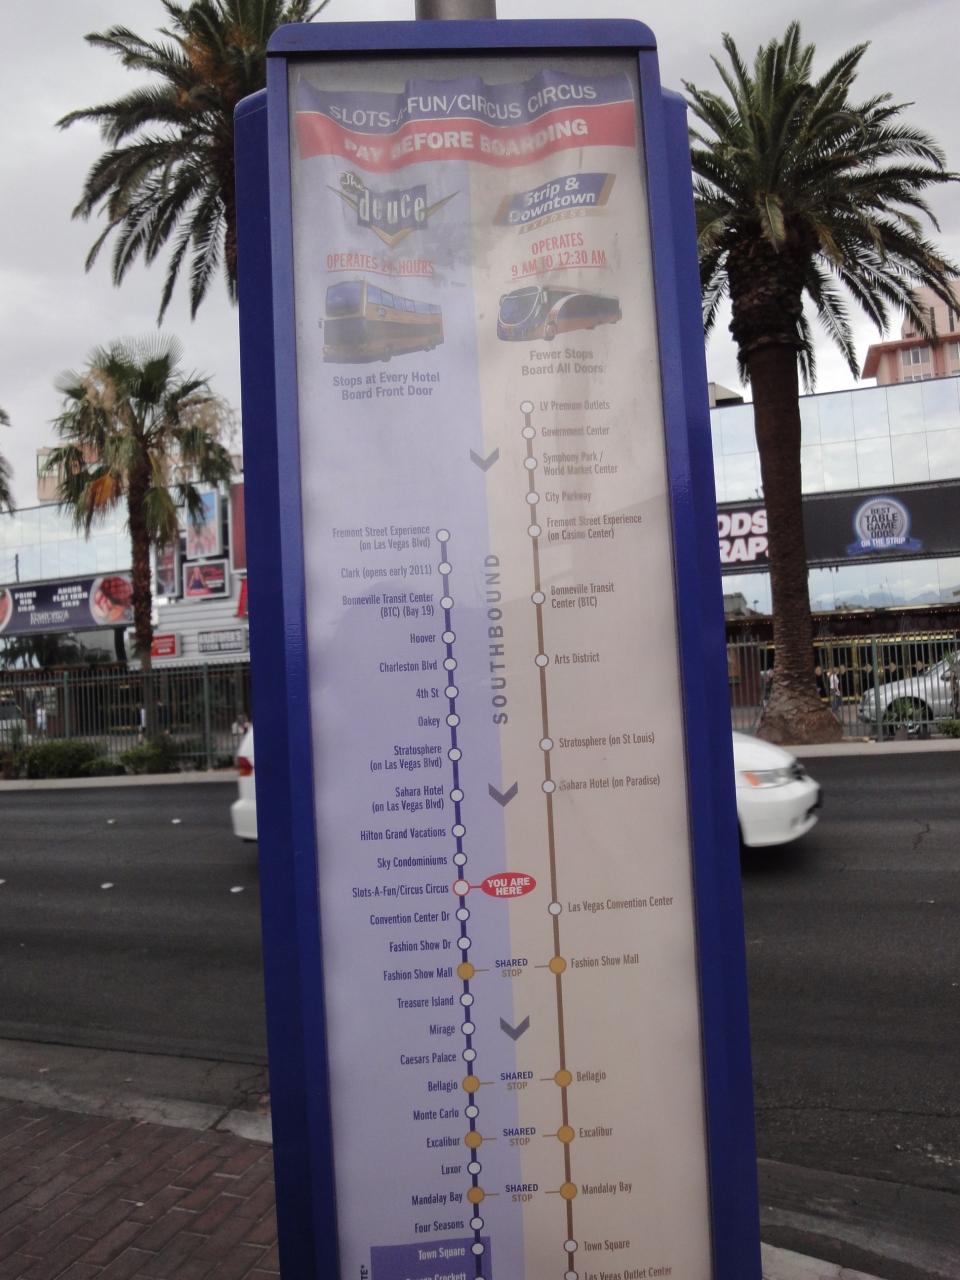 SLOTS-A-FUN/CIRCUS CIRCUS
PAY BEFORE BOARDING
The deuce
OPERATES 24 HOURS
Stops at Every Hotel
Board Front Door
Strip &
Downtown
EXPRESS
OPERATES
9 AM TO 12:30 AM
Fewer Stops
Board All Doors
SOUTHBOUND
Fremont Street Experience
(on Las Vegas Blvd)
Clark (opens early 2011)
Bonneville Transit Center
(BTC) (Bay 19)
Hoover
Charleston Blvd
4th St
Oakey
Stratosphere
(on Las Vegas Blvd)
Sahara Hotel
(on Las Vegas Blvd)
Hilton Grand Vacations
Sky Condominiums
Slots-A-Fun/Circus Circus
YOU ARE
HERE
Convention Center Dr
Fashion Show Dr
Fashion Show Mall
Treasure Island
Mirage
Caesars Palace
Bellagio
Monte Carlo
Excalibur
Luxor
Mandalay Bay
Four Seasons
Town Square
SHARED
STOP
SHARED
STOP
SHARED
STOP
SHARED
STOP
LV Premium Outlets
Government Center
Symphony Park /
World Market Center
City Parkway
Fremont Street Experience
(on Casino Center)
Bonneville Transit
Center (BTC)
Arts District
Stratosphere (on St Louis)
Sahara Hotel (on Paradise)
Las Vegas Convention Center
Fashion Show Mall
Bellagio
Excalibur
Mandalay Bay
Town Square
Las Vegas Outlet Center
PRIME
RIB
ANGUS
FLAT IRON
BEST
TABLE
GAME
ODDS
ON THE STRIP